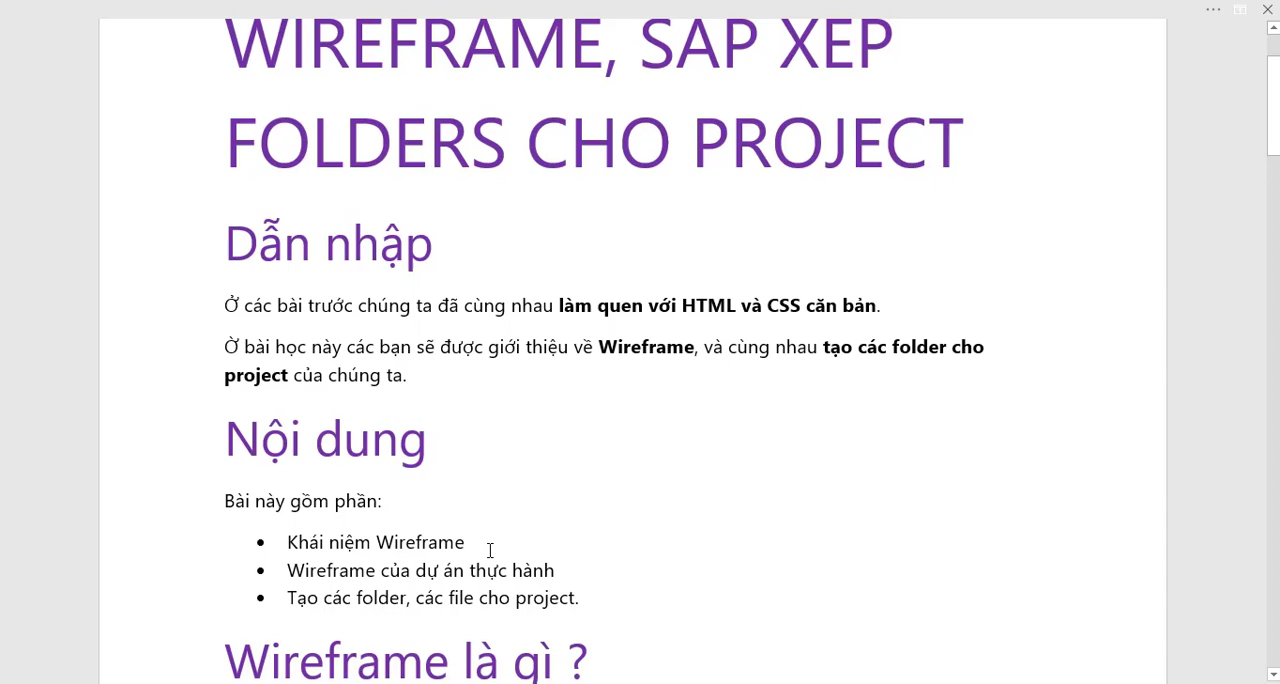 WIREFRAME, SẮP XẾP
FOLDERS CHO PROJECT
Dẫn nhập
Ở các bài trước chúng ta đã cùng nhau làm quen với HTML và CSS căn bản.
Ờ bài học này các bạn sẽ được giới thiệu về Wireframe, và cùng nhau tạo các folder cho
project của chúng ta.
Nội dung
Bài này gồm phần:
• Khái niệm Wireframe
• Wireframe của dự án thực hành
• Tạo các folder, các file cho project.
Wireframe là gì ?